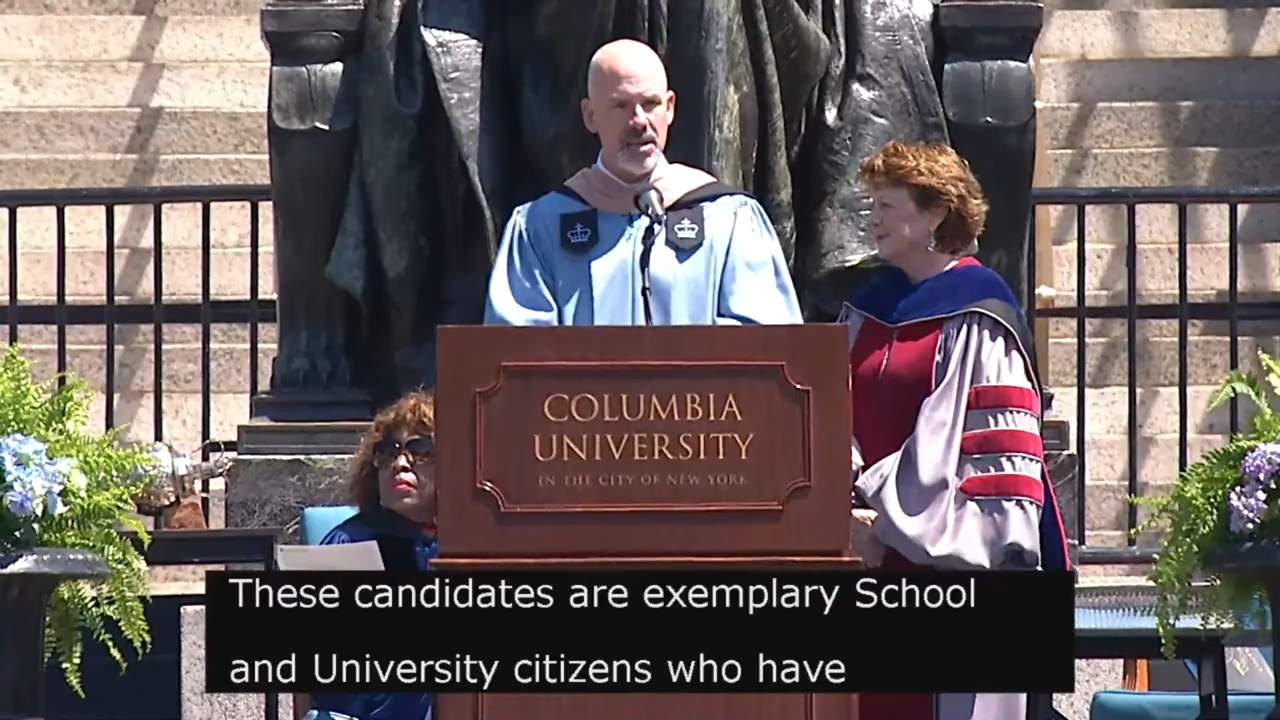 COLUMBIA
UNIVERSITY
IN THE CITY OF NEW YORK
These candidates are exemplary School
and University citizens who have